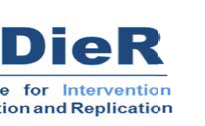 DieR
e for Intervention
tion and Replication